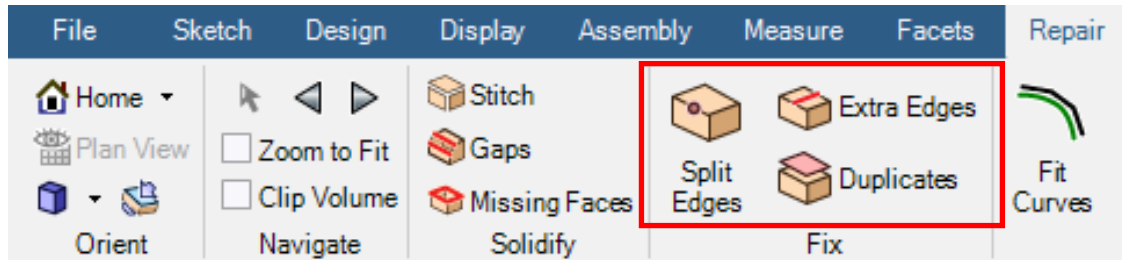 File Sketch Design Display Assembly Measure Facets Repair
Home
Plan View
Orient
Zoom to Fit
Clip Volume
Navigate
Stitch
Gaps
Missing Faces
Solidify
Split
Edges
Extra Edges
Duplicates
Fix
Fit
Curves